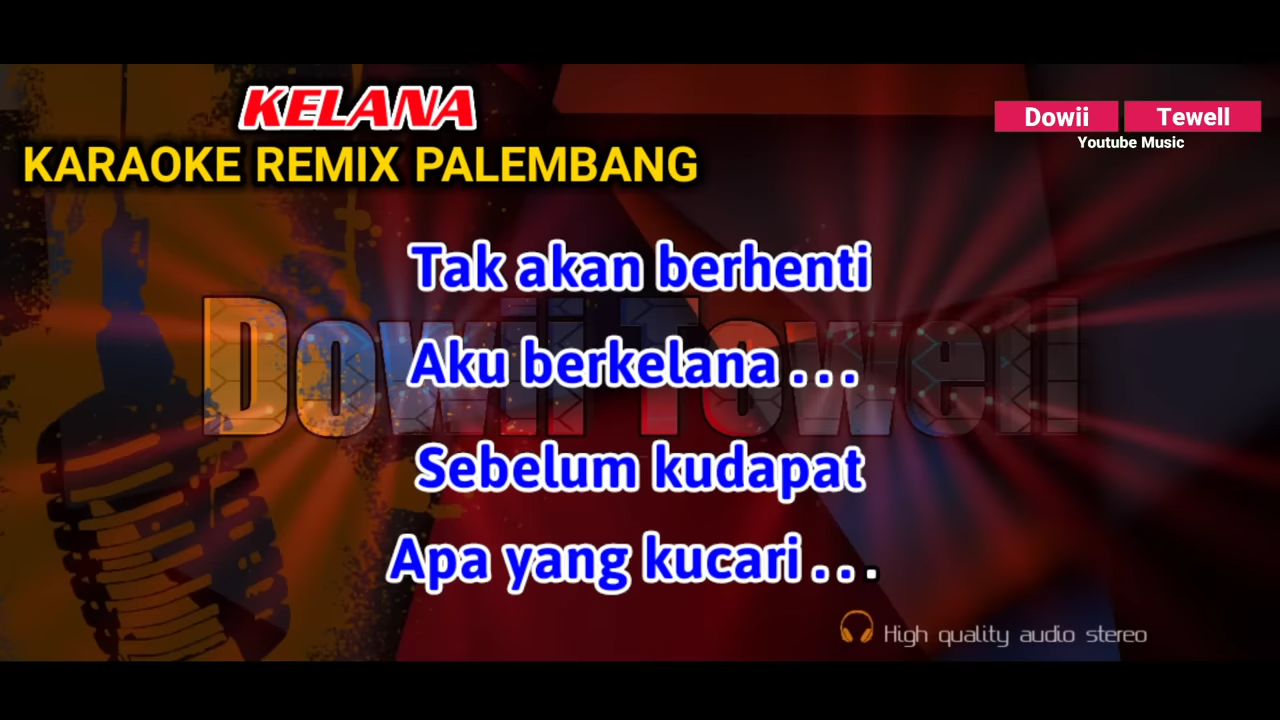 KELANA
KARAOKE REMIX PALEMBANG
Dowii Tewell
Youtube Music
Tak akan berhenti
Dowii Tewell
Aku berkelana . . .
Sebelum kudapat
Apa yang kucari . . .
High quality audio stereo